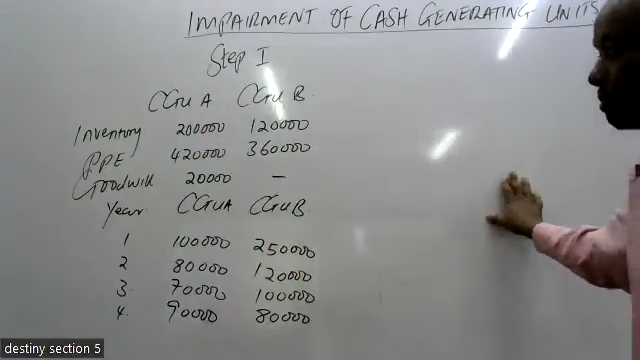 IMPAIRMENT OF CASH GENERATING UNITS
Step I
CGU A CGU B
Inventory 200000 120000
PPE 420000 360000
Goodwill 20000 —
Year CGU A CGU B
1 100000 250000
2 80000 120000
3. 70000 100000
4. 90000 80000
destiny section 5